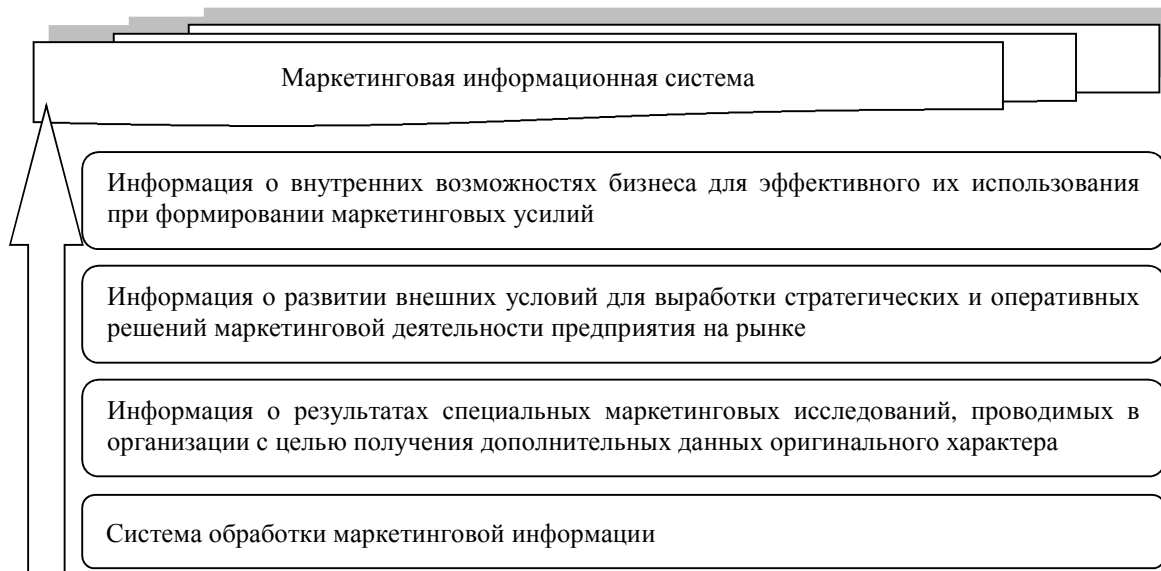 Маркетинговая информационная система
Информация о внутренних возможностях бизнеса для эффективного их использования
при формировании маркетинговых усилий
Информация о развитии внешних условий для выработки стратегических и оперативных
решений маркетинговой деятельности предприятия на рынке
Информация о результатах специальных маркетинговых исследований, проводимых в
организации с целью получения дополнительных данных оригинального характера
Система обработки маркетинговой информации